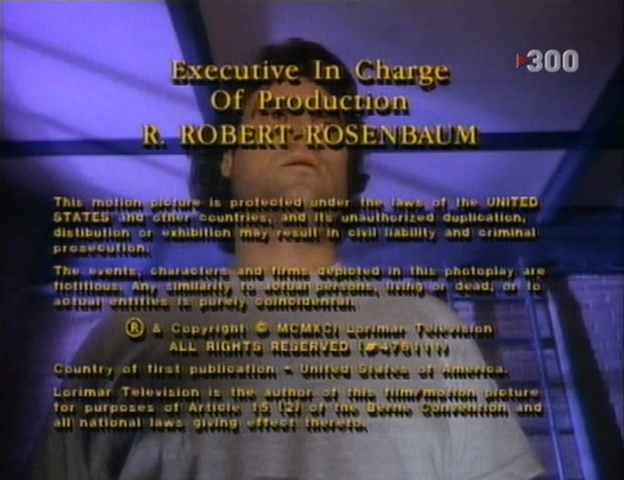 300
Executive In Charge
Of Production
R. ROBERT ROSENBAUM
This motion picture is protected under the laws of the UNITED
STATES and other countries, and its unauthorized duplication,
distibution or exhibition may result in civil liability and criminal
prosecution.
The events, characters and firms depicted in this photoplay are
fictitious. Any similarity to actual persons, living or dead, or to
actual entities is purely coincidental.
® & Copyright © MCMXCI Lorimar Television
ALL RIGHTS RESERVED
Country of first publication - United States of America.
Lorimar Television is the author of this film/motion picture
for purposes of Article 15 (2) of the Berne Convention and
all national laws giving effect thereto.